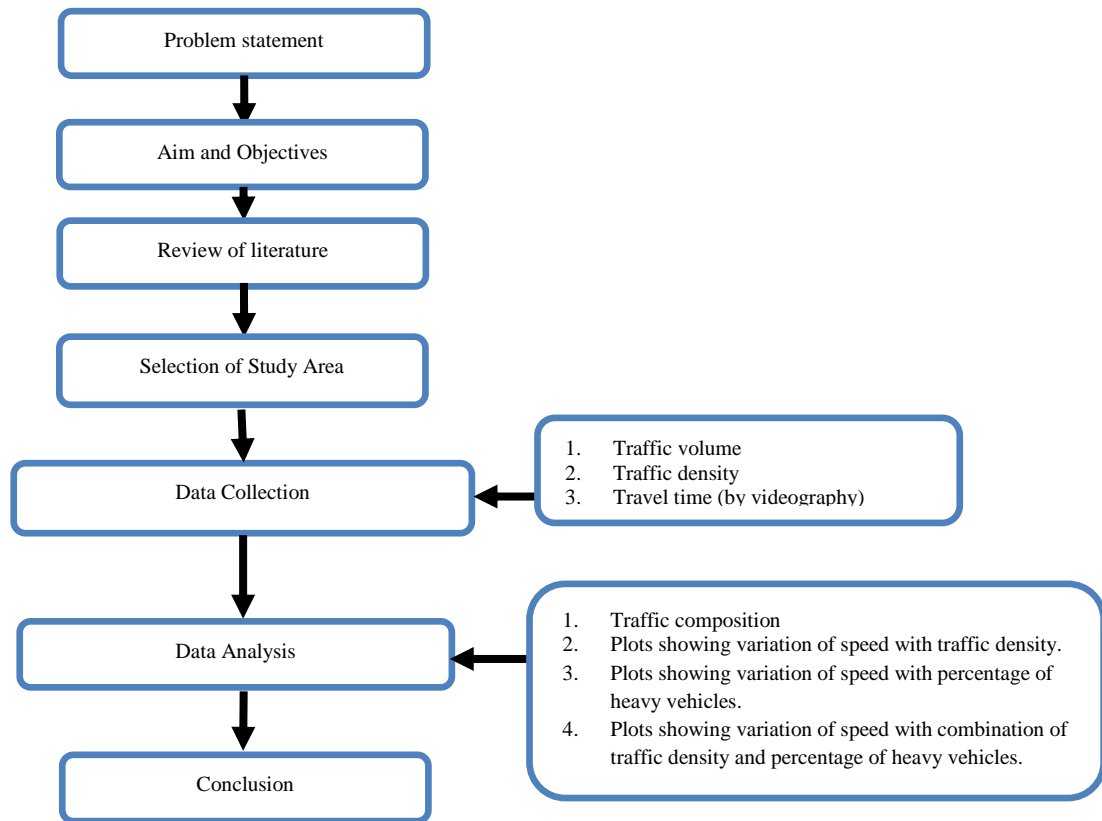 Problem statement
Aim and Objectives
Review of literature
Selection of Study Area
Data Collection
1. Traffic volume
2. Traffic density
3. Travel time (by videography)
Data Analysis
1. Traffic composition
2. Plots showing variation of speed with traffic density.
3. Plots showing variation of speed with percentage of
heavy vehicles.
4. Plots showing variation of speed with combination of
traffic density and percentage of heavy vehicles.
Conclusion